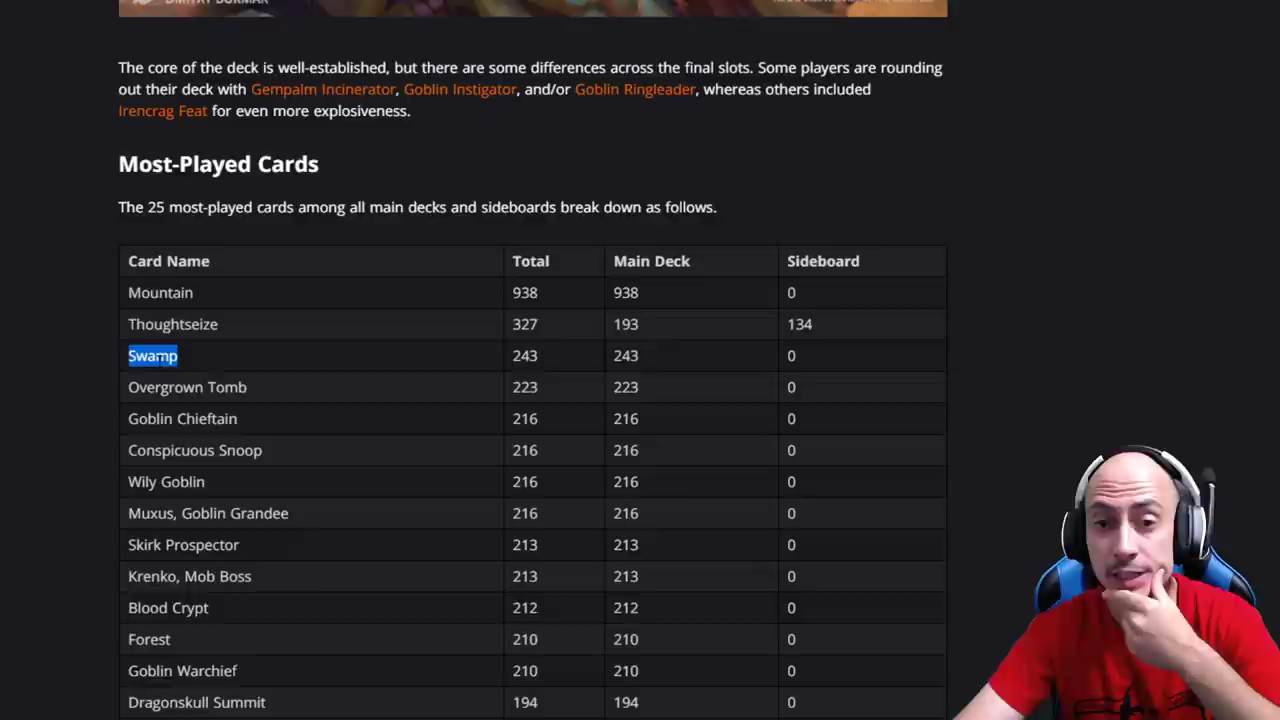 The core of the deck is well-established, but there are some differences across the final slots. Some players are rounding
out their deck with Gempalm Incinerator, Goblin Instigator, and/or Goblin Ringleader, whereas others included
Irencrag Feat for even more explosiveness.
Most-Played Cards
The 25 most-played cards among all main decks and sideboards break down as follows.
Card Name Total Main Deck Sideboard
Mountain 938 938 0
Thoughtseize 327 193 134
Swamp 243 243 0
Overgrown Tomb 223 223 0
Goblin Chieftain 216 216 0
Conspicuous Snoop 216 216 0
Wily Goblin 216 216 0
Muxus, Goblin Grandee 216 216 0
Skirk Prospector 213 213 0
Krenko, Mob Boss 213 213 0
Blood Crypt 212 212 0
Forest 210 210 0
Goblin Warchief 210 210 0
Dragonskull Summit 194 194 0